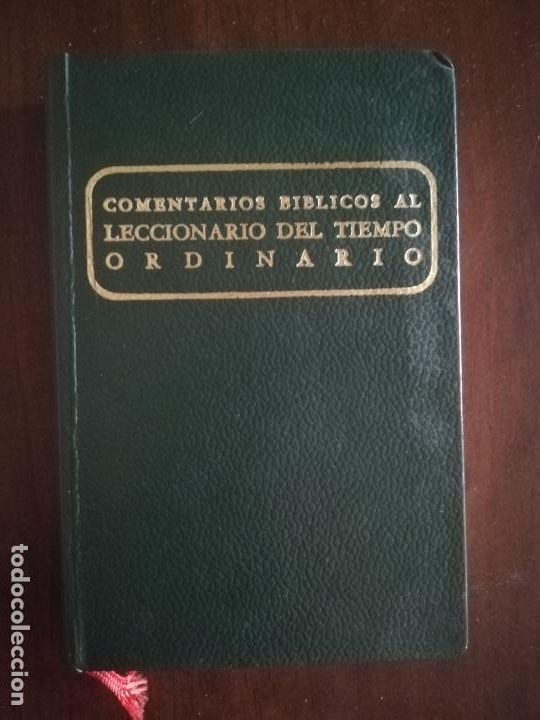 COMENTARIOS BIBLICOS AL
LECCIONARIO DEL TIEMPO
ORDINARIO
todocoleccion